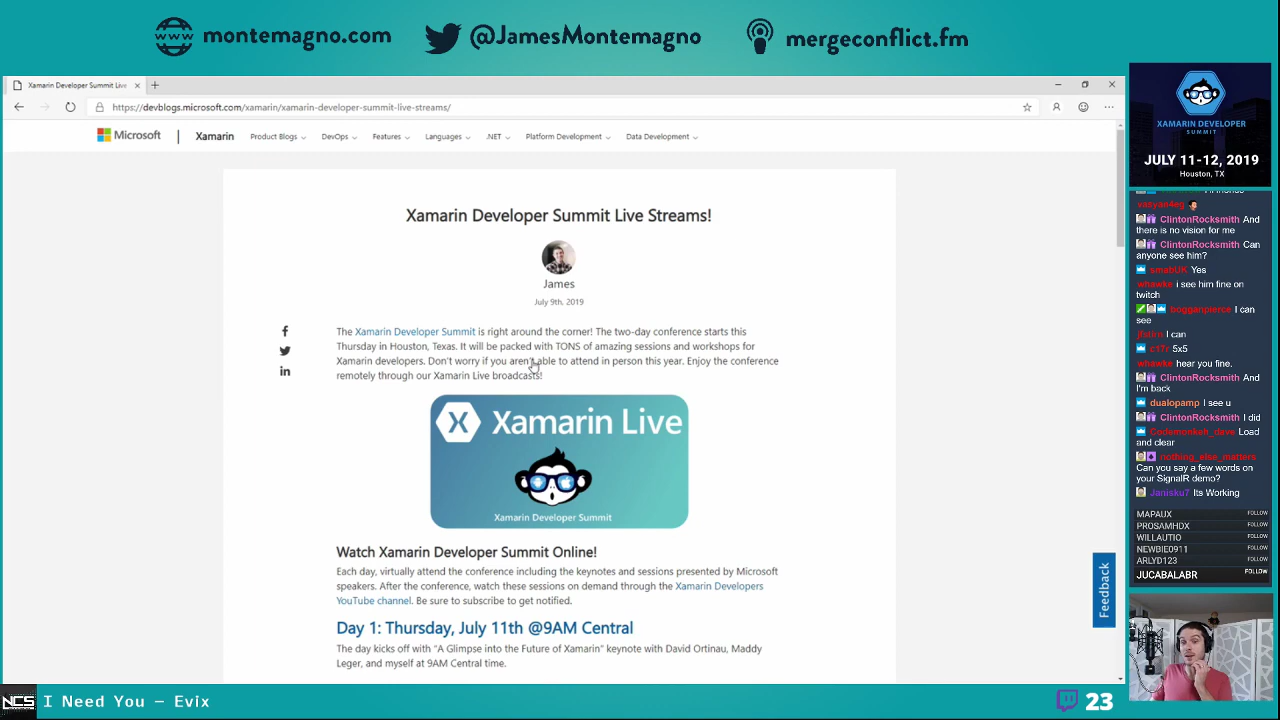 montemagno.com
@JamesMontemagno
mergeconflict.fm
Xamarin Developer Summit Live
https://devblogs.microsoft.com/xamarin/xamarin-developer-summit-live-streams/
Microsoft | Xamarin Product Blogs DevOps Features Languages .NET Platform Development Data Development
Xamarin Developer Summit Live Streams!
James
July 9th, 2019
The Xamarin Developer Summit is right around the corner! The two-day conference starts this
Thursday in Houston, Texas. It will be packed with TONS of amazing sessions and workshops for
Xamarin developers. Don't worry if you aren't able to attend in person this year. Enjoy the conference
remotely through our Xamarin Live broadcasts!
X Xamarin Live
Xamarin Developer Summit
Watch Xamarin Developer Summit Online!
Each day, virtually attend the conference including the keynotes and sessions presented by Microsoft
speakers. After the conference, watch these sessions on demand through the Xamarin Developers
YouTube channel. Be sure to subscribe to get notified.
Day 1: Thursday, July 11th @9AM Central
The day kicks off with "A Glimpse into the Future of Xamarin" keynote with David Ortinau, Maddy
Leger, and myself at 9AM Central time.
Feedback
XAMARIN DEVELOPER
SUMMIT
JULY 11-12, 2019
Houston, TX
vasyan4eg
ClintonRocksmith And
there is no vision for me
ClintonRocksmith Can
anyone see him?
smabUK Yes
whawke i see him fine on
twitch
bogganpierce I can
see
jfstiro I can
c17r 5x5
whawke hear you fine.
ClintonRocksmith And
I'm back
dualopamp I see u
ClintonRocksmith I did
Codemonkeh_dave Load
and clear
nothing_else_matters
Can you say a few words on
your SignalR demo?
Janisku7 Its Working
MAPAUX FOLLOW
PROSAMHDX FOLLOW
WILLAUTIO FOLLOW
NEWBIE0911 FOLLOW
ARLYD123 FOLLOW
JUCABALABR FOLLOW
NCS I Need You – Evix
23